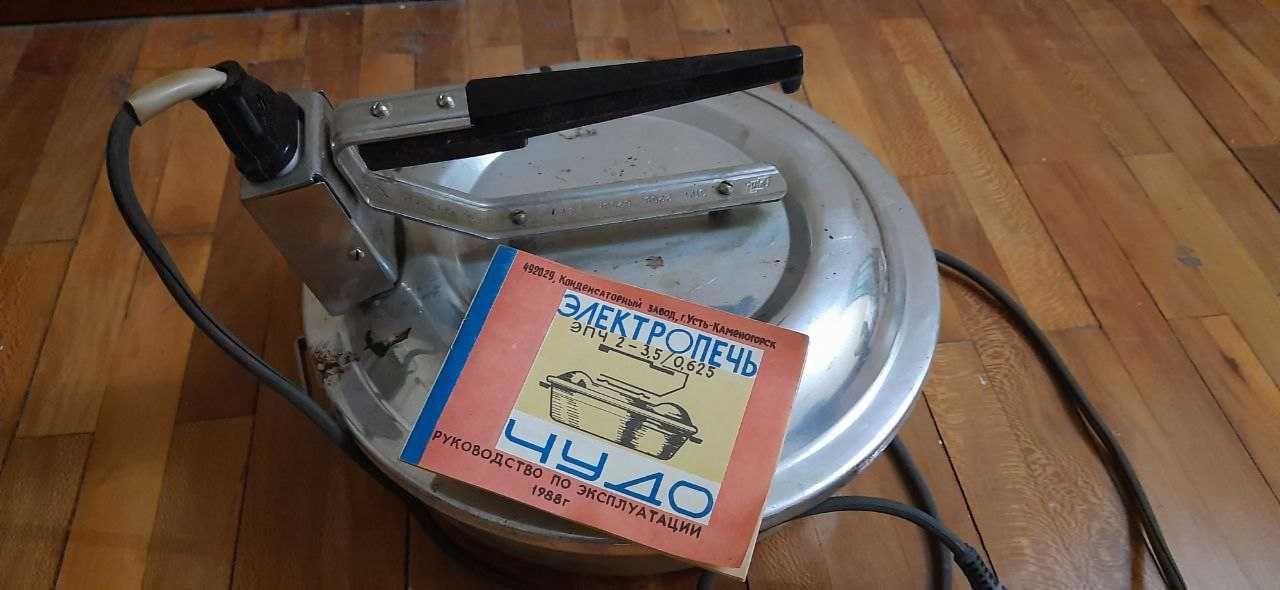 492029, Конденсаторный завод, г. Усть-Каменогорск
ЭЛЕКТРОПЕЧЬ
ЭПЧ 2-3,5/0,625
ЧУДО
РУКОВОДСТВО ПО ЭКСПЛУАТАЦИИ
1988г